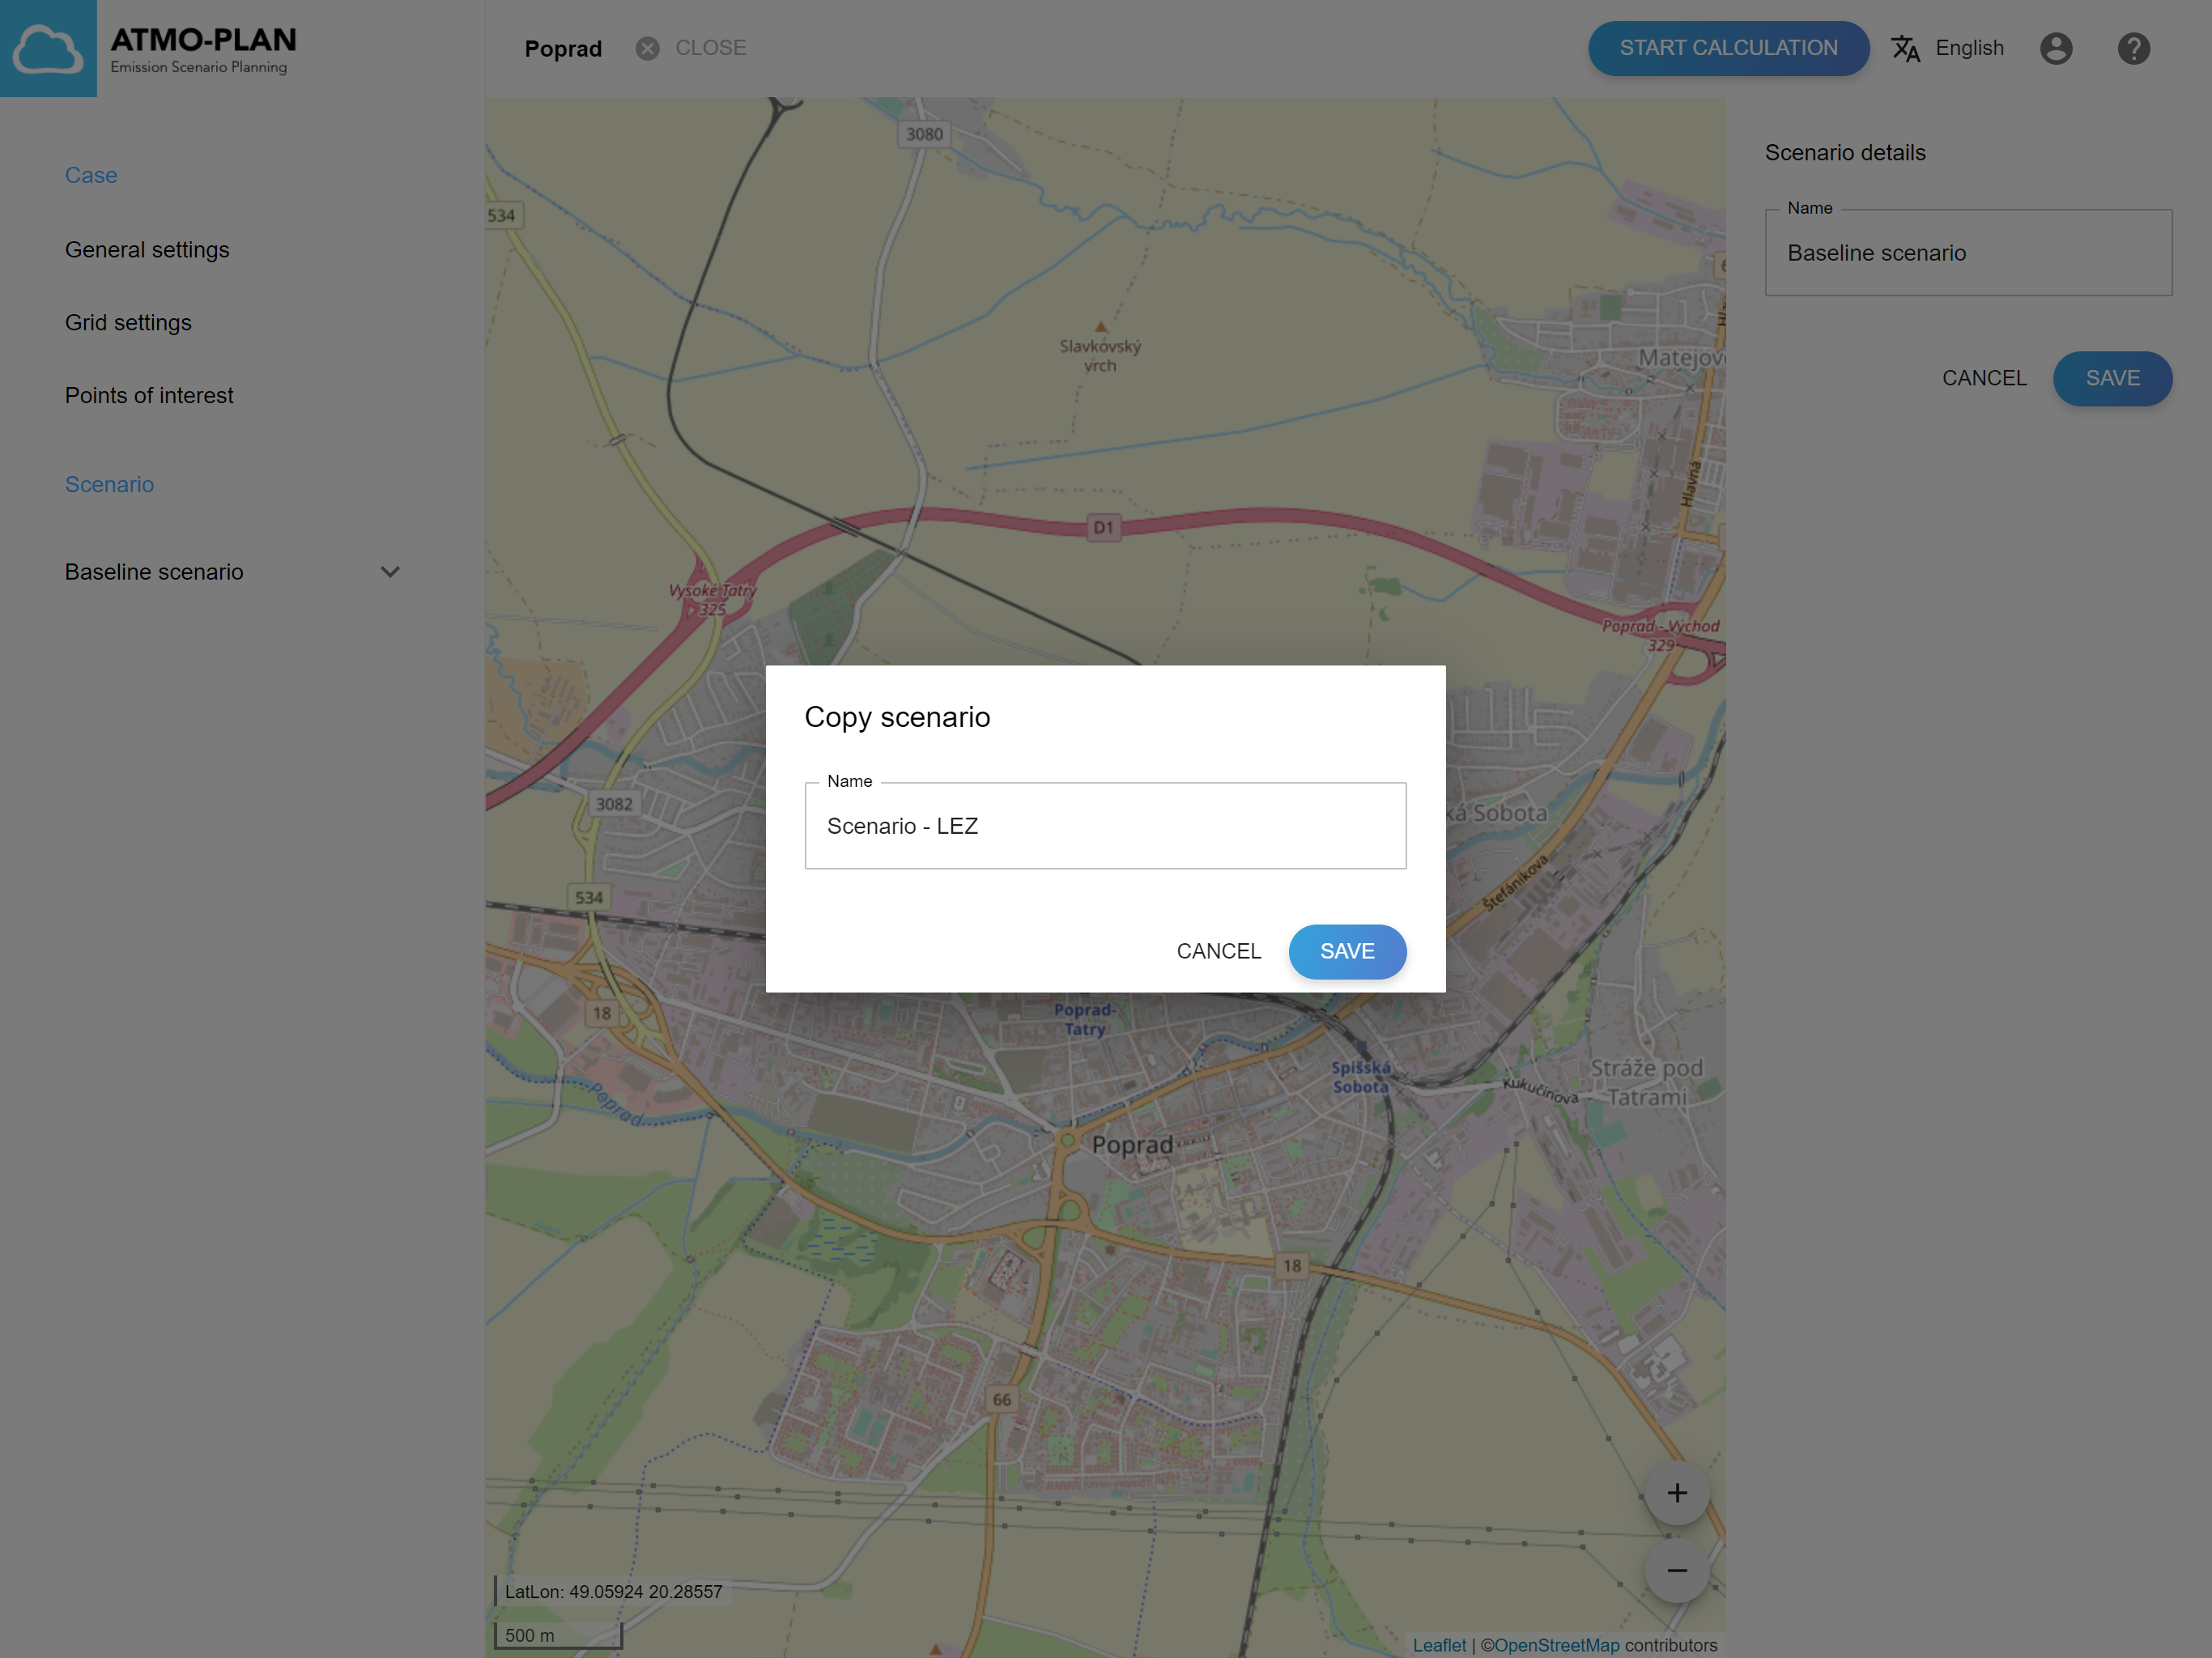 ATMO-PLAN
Emission Scenario Planning
Poprad
CLOSE
START CALCULATION
English
Case
General settings
Grid settings
Points of interest
Scenario
Baseline scenario
Scenario details
Name
Baseline scenario
CANCEL
SAVE
Copy scenario
Name
Scenario - LEZ
CANCEL
SAVE
3080
534
Slavkovský
vrch
Matejov
Hlavná
D1
Vysoké Tatry
325
Poprad - Východ
329
3082
ká Sobota
Štefánikova
534
18
Poprad-
Tatry
Spišská
Sobota
Stráže pod
Tatrami
Kukučínova
Poprad
Poprad
18
66
LatLon: 49.05924 20.28557
500 m
Leaflet | ©OpenStreetMap contributors